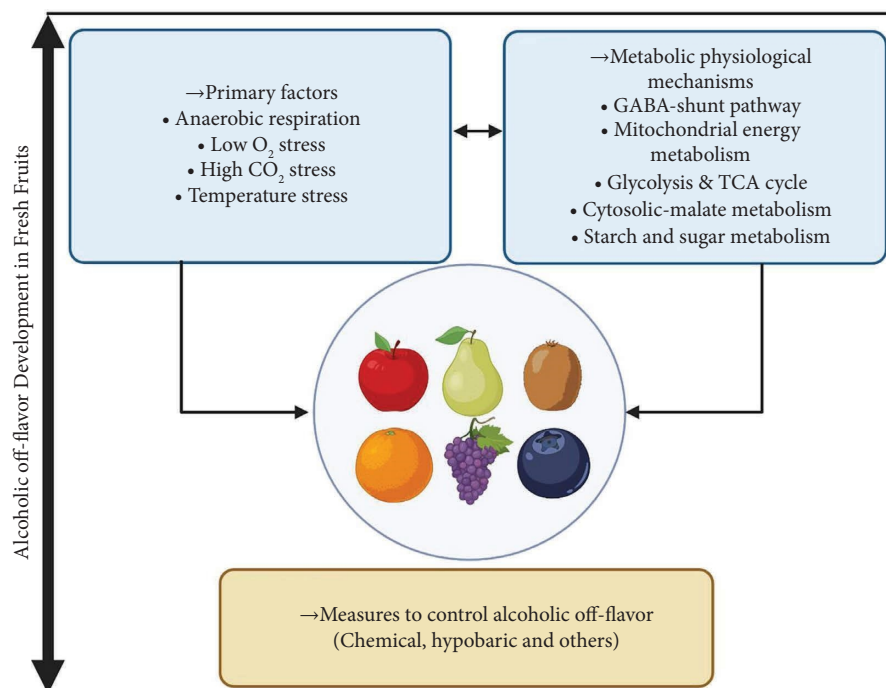 Alcoholic off-flavor Development in Fresh Fruits
→Primary factors
• Anaerobic respiration
• Low O₂ stress
• High CO₂ stress
• Temperature stress
→Metabolic physiological
mechanisms
• GABA-shunt pathway
• Mitochondrial energy
metabolism
• Glycolysis & TCA cycle
• Cytosolic-malate metabolism
• Starch and sugar metabolism
→Measures to control alcoholic off-flavor
(Chemical, hypobaric and others)